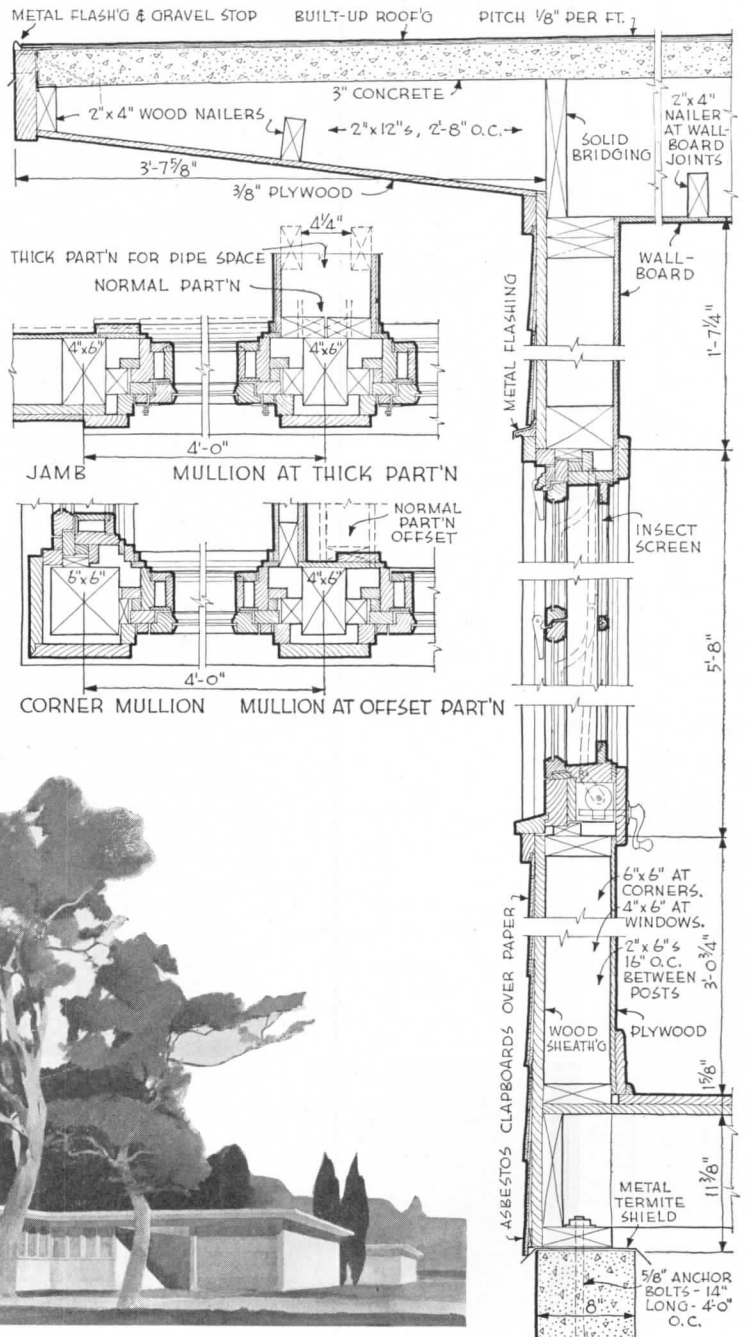 METAL FLASH'G & GRAVEL STOP
BUILT-UP ROOF'G
PITCH 1/8" PER FT.
3" CONCRETE
2"x 4" WOOD NAILERS
2"x 12"s, 2'-8" O.C.
SOLID
BRIDGING
2"x 4"
NAILER
AT WALL-
BOARD
JOINTS
3'-7 5/8"
3/8" PLYWOOD
4 1/4"
THICK PART'N FOR PIPE SPACE
NORMAL PART'N
WALL-
BOARD
METAL FLASHING
1'-7 1/4"
4"x6"
4"x6"
4'-0"
JAMB
MULLION AT THICK PART'N
NORMAL
PART'N
OFFSET
INSECT
SCREEN
6"x6"
4"x6"
5'-8"
4'-0"
CORNER MULLION
MULLION AT OFFSET PART'N
6"x 6" AT
CORNERS.
4"x 6" AT
WINDOWS.
2" x 6" s
16" O.C.
BETWEEN
POSTS
3'-0 3/4"
ASBESTOS CLAPBOARDS OVER PAPER
WOOD
SHEATH'G
PLYWOOD
1 5/8"
11 3/8"
METAL
TERMITE
SHIELD
8"
5/8" ANCHOR
BOLTS - 14"
LONG - 4'-0"
O.C.